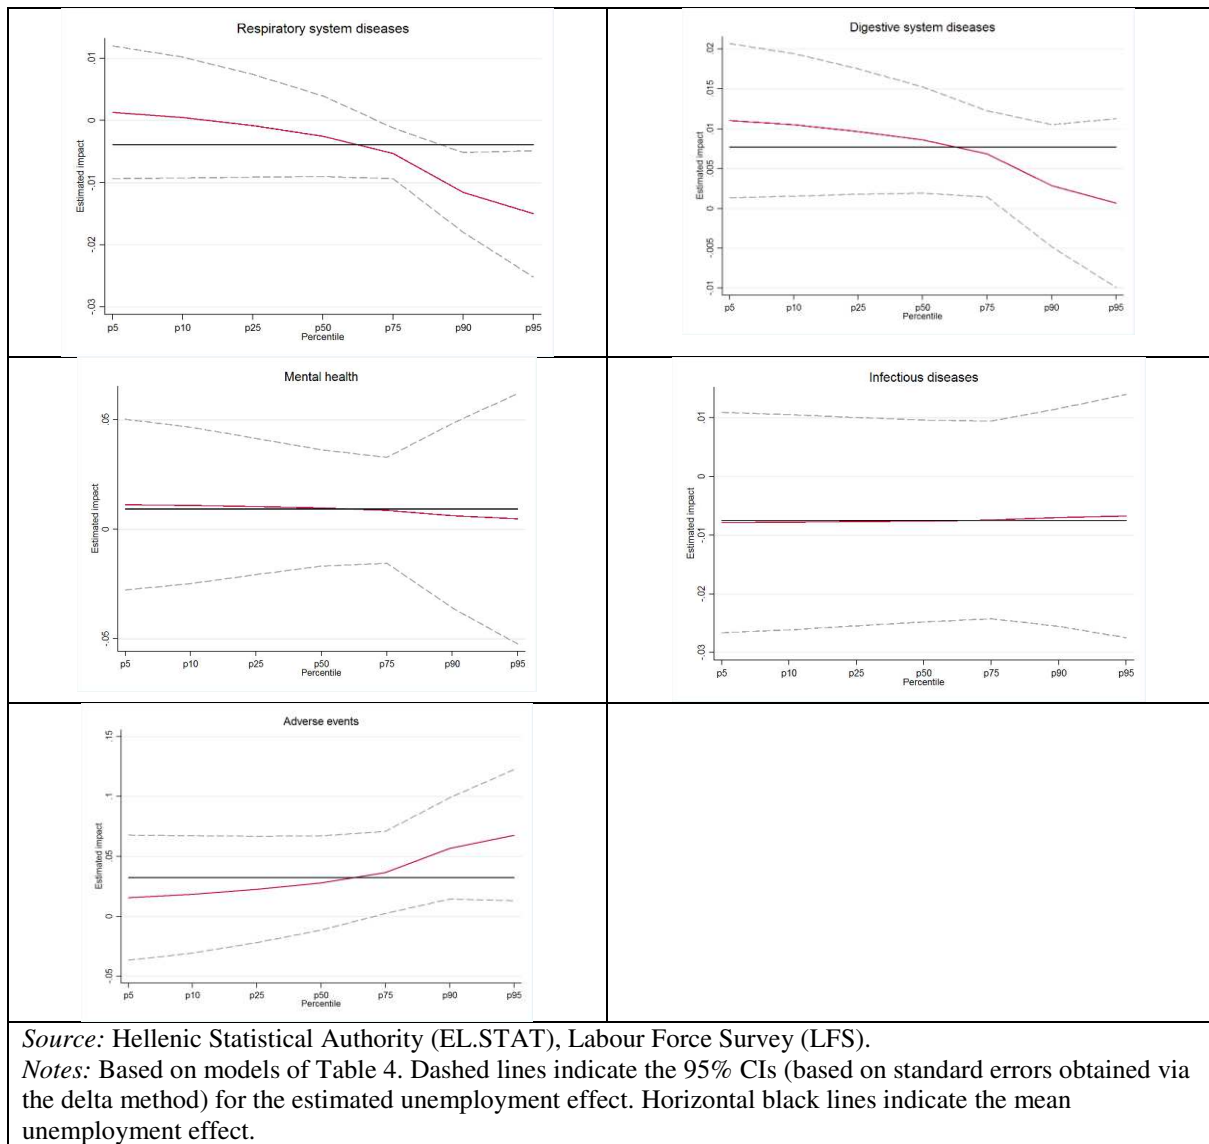 Respiratory system diseases
Estimated impact
.01
0
-.01
-.02
-.03
p5 p10 p25 p50 p75 p90 p95
Percentile
Digestive system diseases
Estimated impact
.02
.015
.01
.005
0
-.005
-.01
p5 p10 p25 p50 p75 p90 p95
Percentile
Mental health
Estimated impact
.05
0
-.05
p5 p10 p25 p50 p75 p90 p95
Percentile
Infectious diseases
Estimated impact
.01
0
-.01
-.02
-.03
p5 p10 p25 p50 p75 p90 p95
Percentile
Adverse events
Estimated impact
.15
.1
.05
0
-.05
p5 p10 p25 p50 p75 p90 p95
Percentile
Source: Hellenic Statistical Authority (EL.STAT), Labour Force Survey (LFS).
Notes: Based on models of Table 4. Dashed lines indicate the 95% CIs (based on standard errors obtained via
the delta method) for the estimated unemployment effect. Horizontal black lines indicate the mean
unemployment effect.